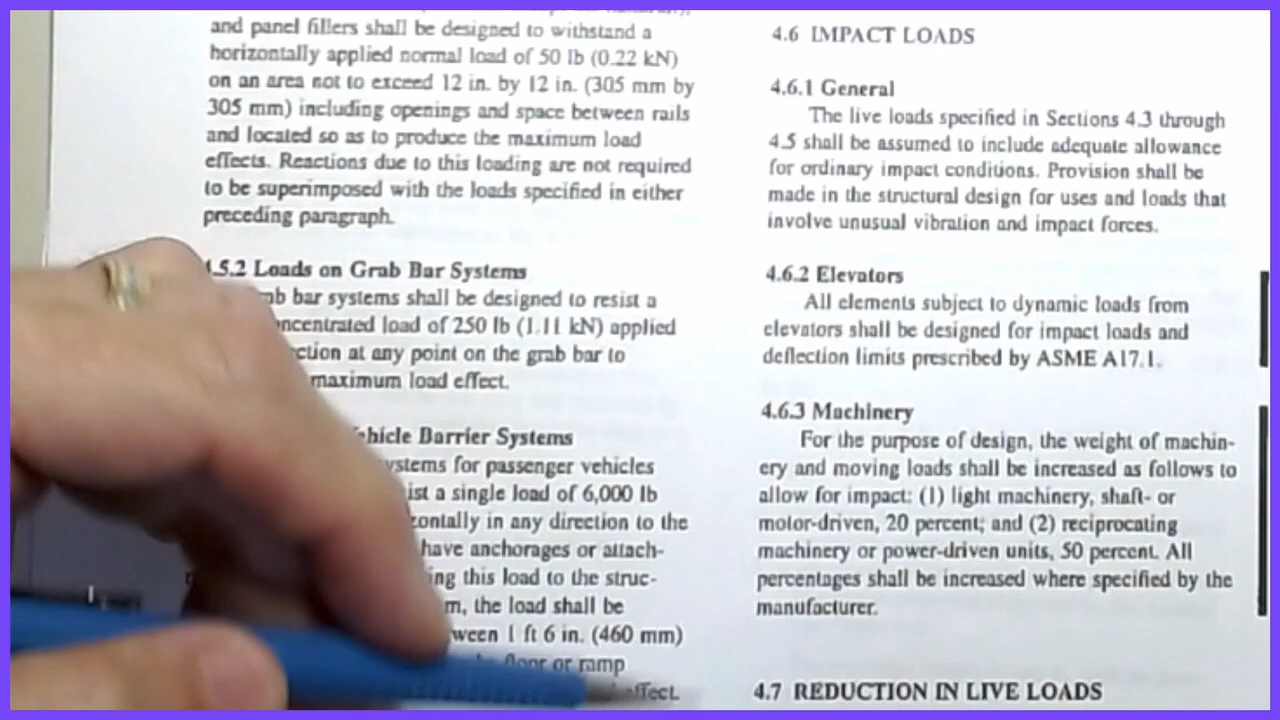 and panel fillers shall be designed to withstand a
horizontally applied normal load of 50 lb (0.22 kN)
on an area not to exceed 12 in. by 12 in. (305 mm by
305 mm) including openings and space between rails
and located so as to produce the maximum load
effects. Reactions due to this loading are not required
to be superimposed with the loads specified in either
preceding paragraph.
.5.2 Loads on Grab Bar Systems
bar systems shall be designed to resist a
load of 250 lb (1.11 kN) applied
at any point on the grab bar to
maximum load effect.
Barrier Systems
for passenger vehicles
a single load of 6,000 lb
in any direction to the
have anchorages or attach-
this load to the struc-
the load shall be
1 ft 6 in. (460 mm)
floor or ramp
4.6 IMPACT LOADS
4.6.1 General
The live loads specified in Sections 4.3 through
4.5 shall be assumed to include adequate allowance
for ordinary impact conditions. Provision shall be
made in the structural design for uses and loads that
involve unusual vibration and impact forces.
4.6.2 Elevators
All elements subject to dynamic loads from
elevators shall be designed for impact loads and
deflection limits prescribed by ASME A17.1.
4.6.3 Machinery
For the purpose of design, the weight of machin-
ery and moving loads shall be increased as follows to
allow for impact: (1) light machinery, shaft- or
motor-driven, 20 percent; and (2) reciprocating
machinery or power-driven units, 50 percent. All
percentages shall be increased where specified by the
manufacturer.
4.7 REDUCTION IN LIVE LOADS